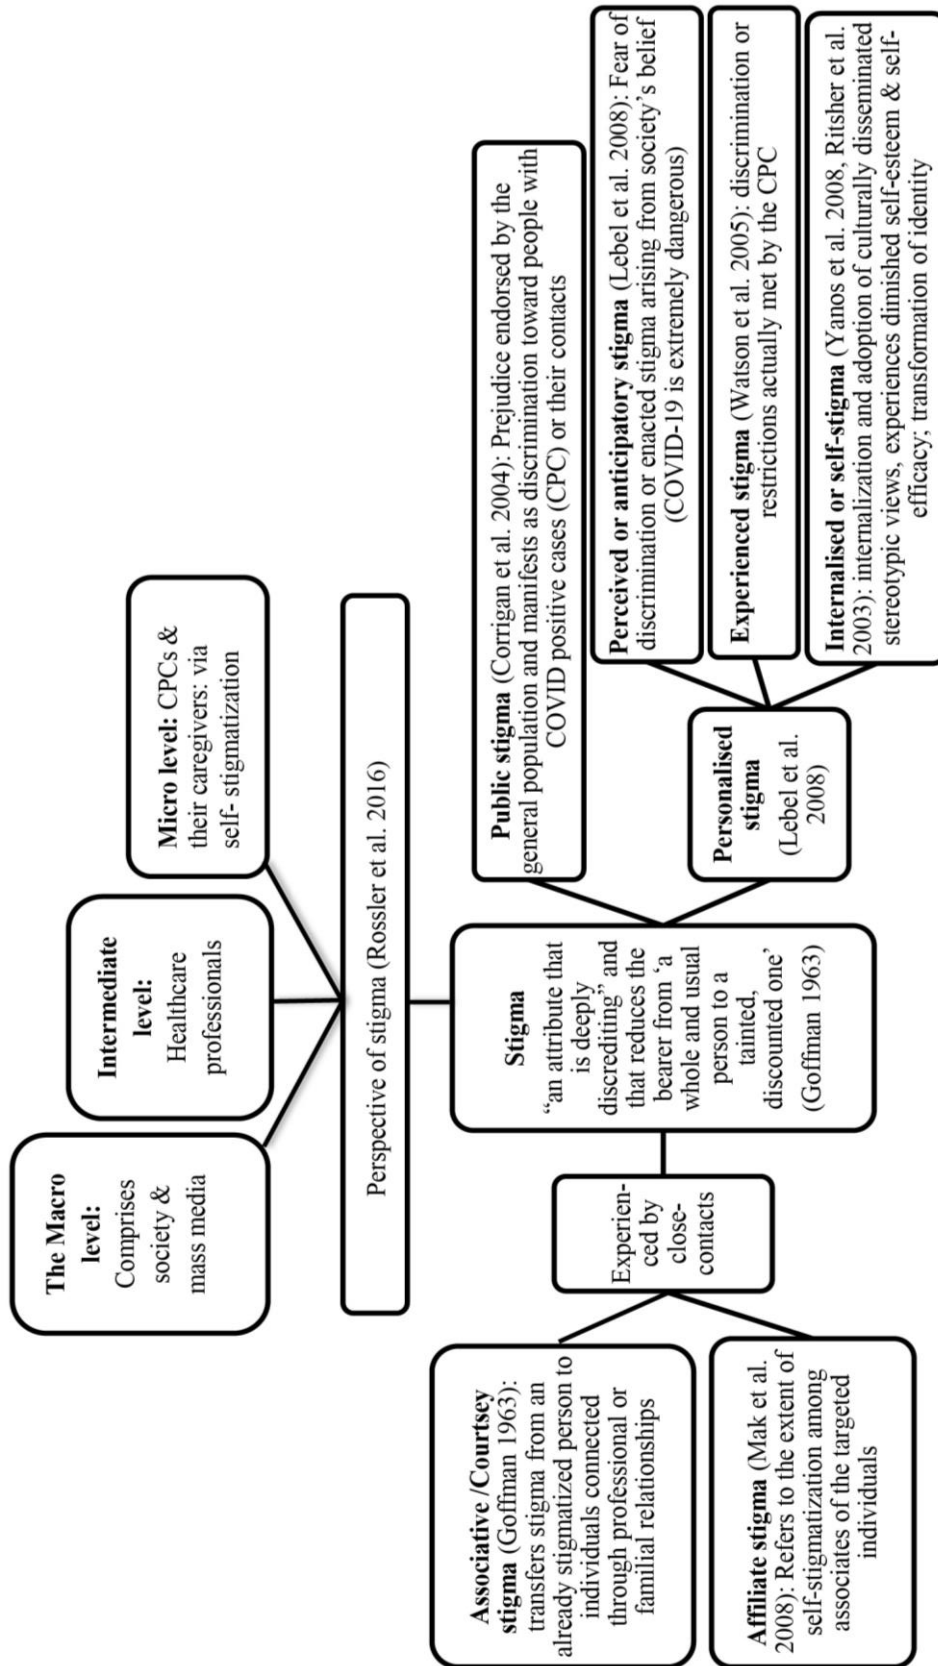 The Macro
level:
Comprises
society &
mass media
Intermediate
level:
Healthcare
professionals
Micro level: CPCs &
their caregivers: via
self- stigmatization
Perspective of stigma (Rossler et al. 2016)
Associative /Courtsey
stigma (Goffman 1963):
transfers stigma from an
already stigmatized person to
individuals connected
through professional or
familial relationships
Affiliate stigma (Mak et al.
2008): Refers to the extent of
self-stigmatization among
associates of the targeted
individuals
Experien-
ced by
close-
contacts
Stigma
“an attribute that
is deeply
discrediting” and
that reduces the
bearer from ‘a
whole and usual
person to a
tainted,
discounted one’
(Goffman 1963)
Public stigma (Corrigan et al. 2004): Prejudice endorsed by the
general population and manifests as discrimination toward people with
COVID positive cases (CPC) or their contacts
Personalised
stigma
(Lebel et al.
2008)
Perceived or anticipatory stigma (Lebel et al. 2008): Fear of
discrimination or enacted stigma arising from society’s belief
(COVID-19 is extremely dangerous)
Experienced stigma (Watson et al. 2005): discrimination or
restrictions actually met by the CPC
Internalised or self-stigma (Yanos et al. 2008, Ritsher et al.
2003): internalization and adoption of culturally disseminated
stereotypic views, experiences diminished self-esteem & self-
efficacy; transformation of identity